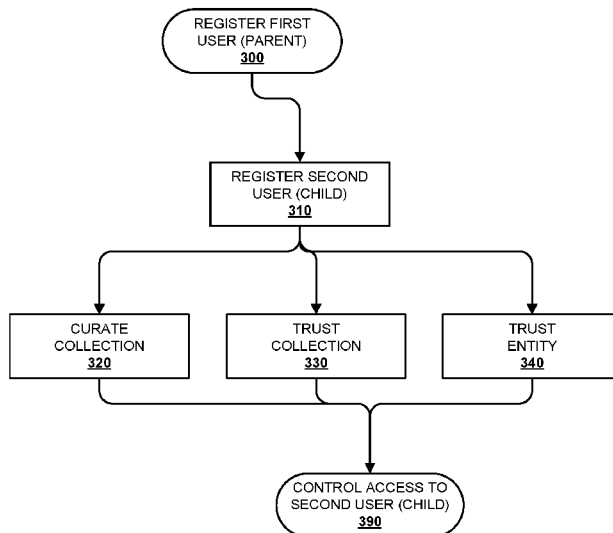 REGISTER FIRST
USER (PARENT)
300
REGISTER SECOND
USER (CHILD)
310
CURATE
COLLECTION
320
TRUST
COLLECTION
330
TRUST
ENTITY
340
CONTROL ACCESS TO
SECOND USER (CHILD)
390